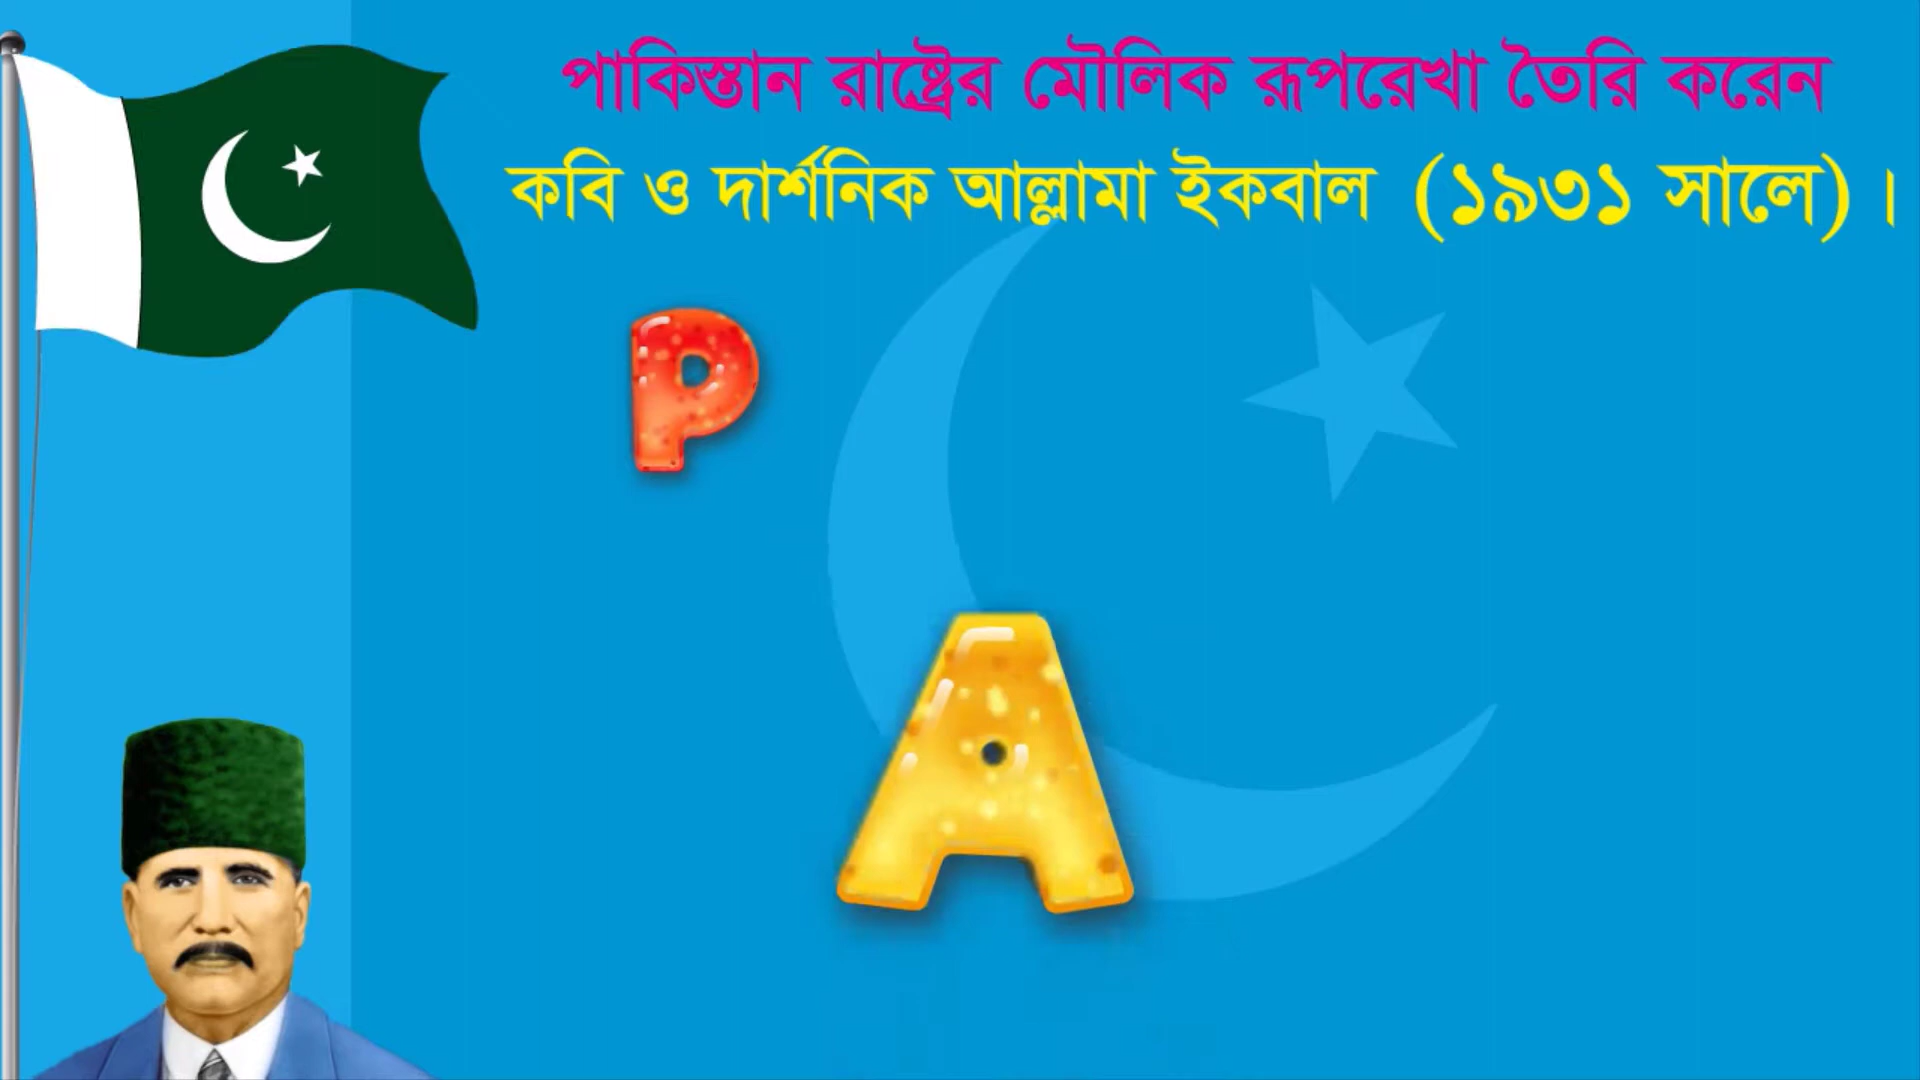 পাকিস্তান রাষ্ট্রের মৌলিক রূপরেখা তৈরি করেন
কবি ও দার্শনিক আল্লামা ইকবাল (১৯৩১ সালে) ।
P
A